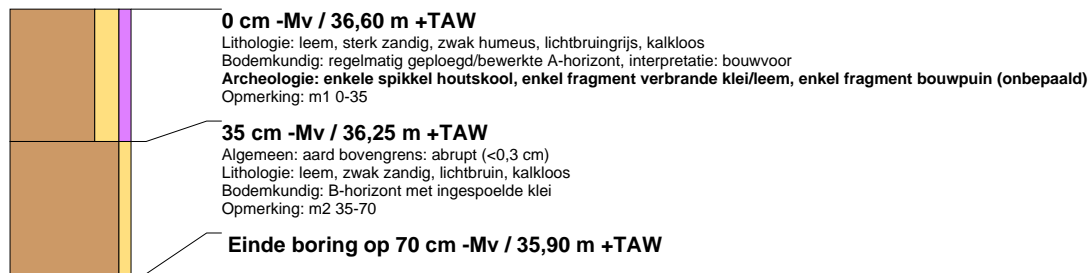 0 cm -Mv / 36,60 m +TAW
Lithologie: leem, sterk zandig, zwak humeus, lichtbruingrijs, kalkloos
Bodemkundig: regelmatig geploegd/bewerkte A-horizont, interpretatie: bouwvoor
Archeologie: enkele spikkel houtskool, enkel fragment verbrande klei/leem, enkel fragment bouwpuin (onbepaald)
Opmerking: m1 0-35
35 cm -Mv / 36,25 m +TAW
Algemeen: aard bovengrens: abrupt (<0,3 cm)
Lithologie: leem, zwak zandig, lichtbruin, kalkloos
Bodemkundig: B-horizont met ingespoelde klei
Opmerking: m2 35-70
Einde boring op 70 cm -Mv / 35,90 m +TAW